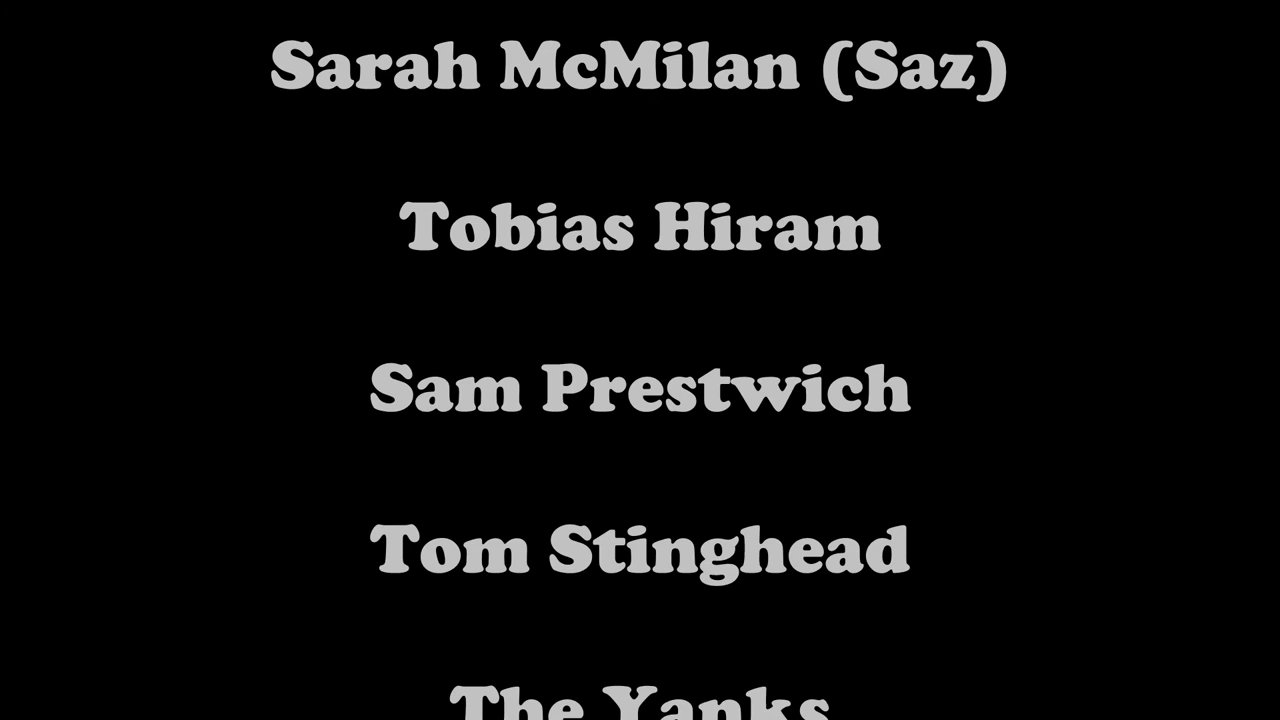 Sarah McMilan (Saz)
Tobias Hiram
Sam Prestwich
Tom Stinghead
The Yanks